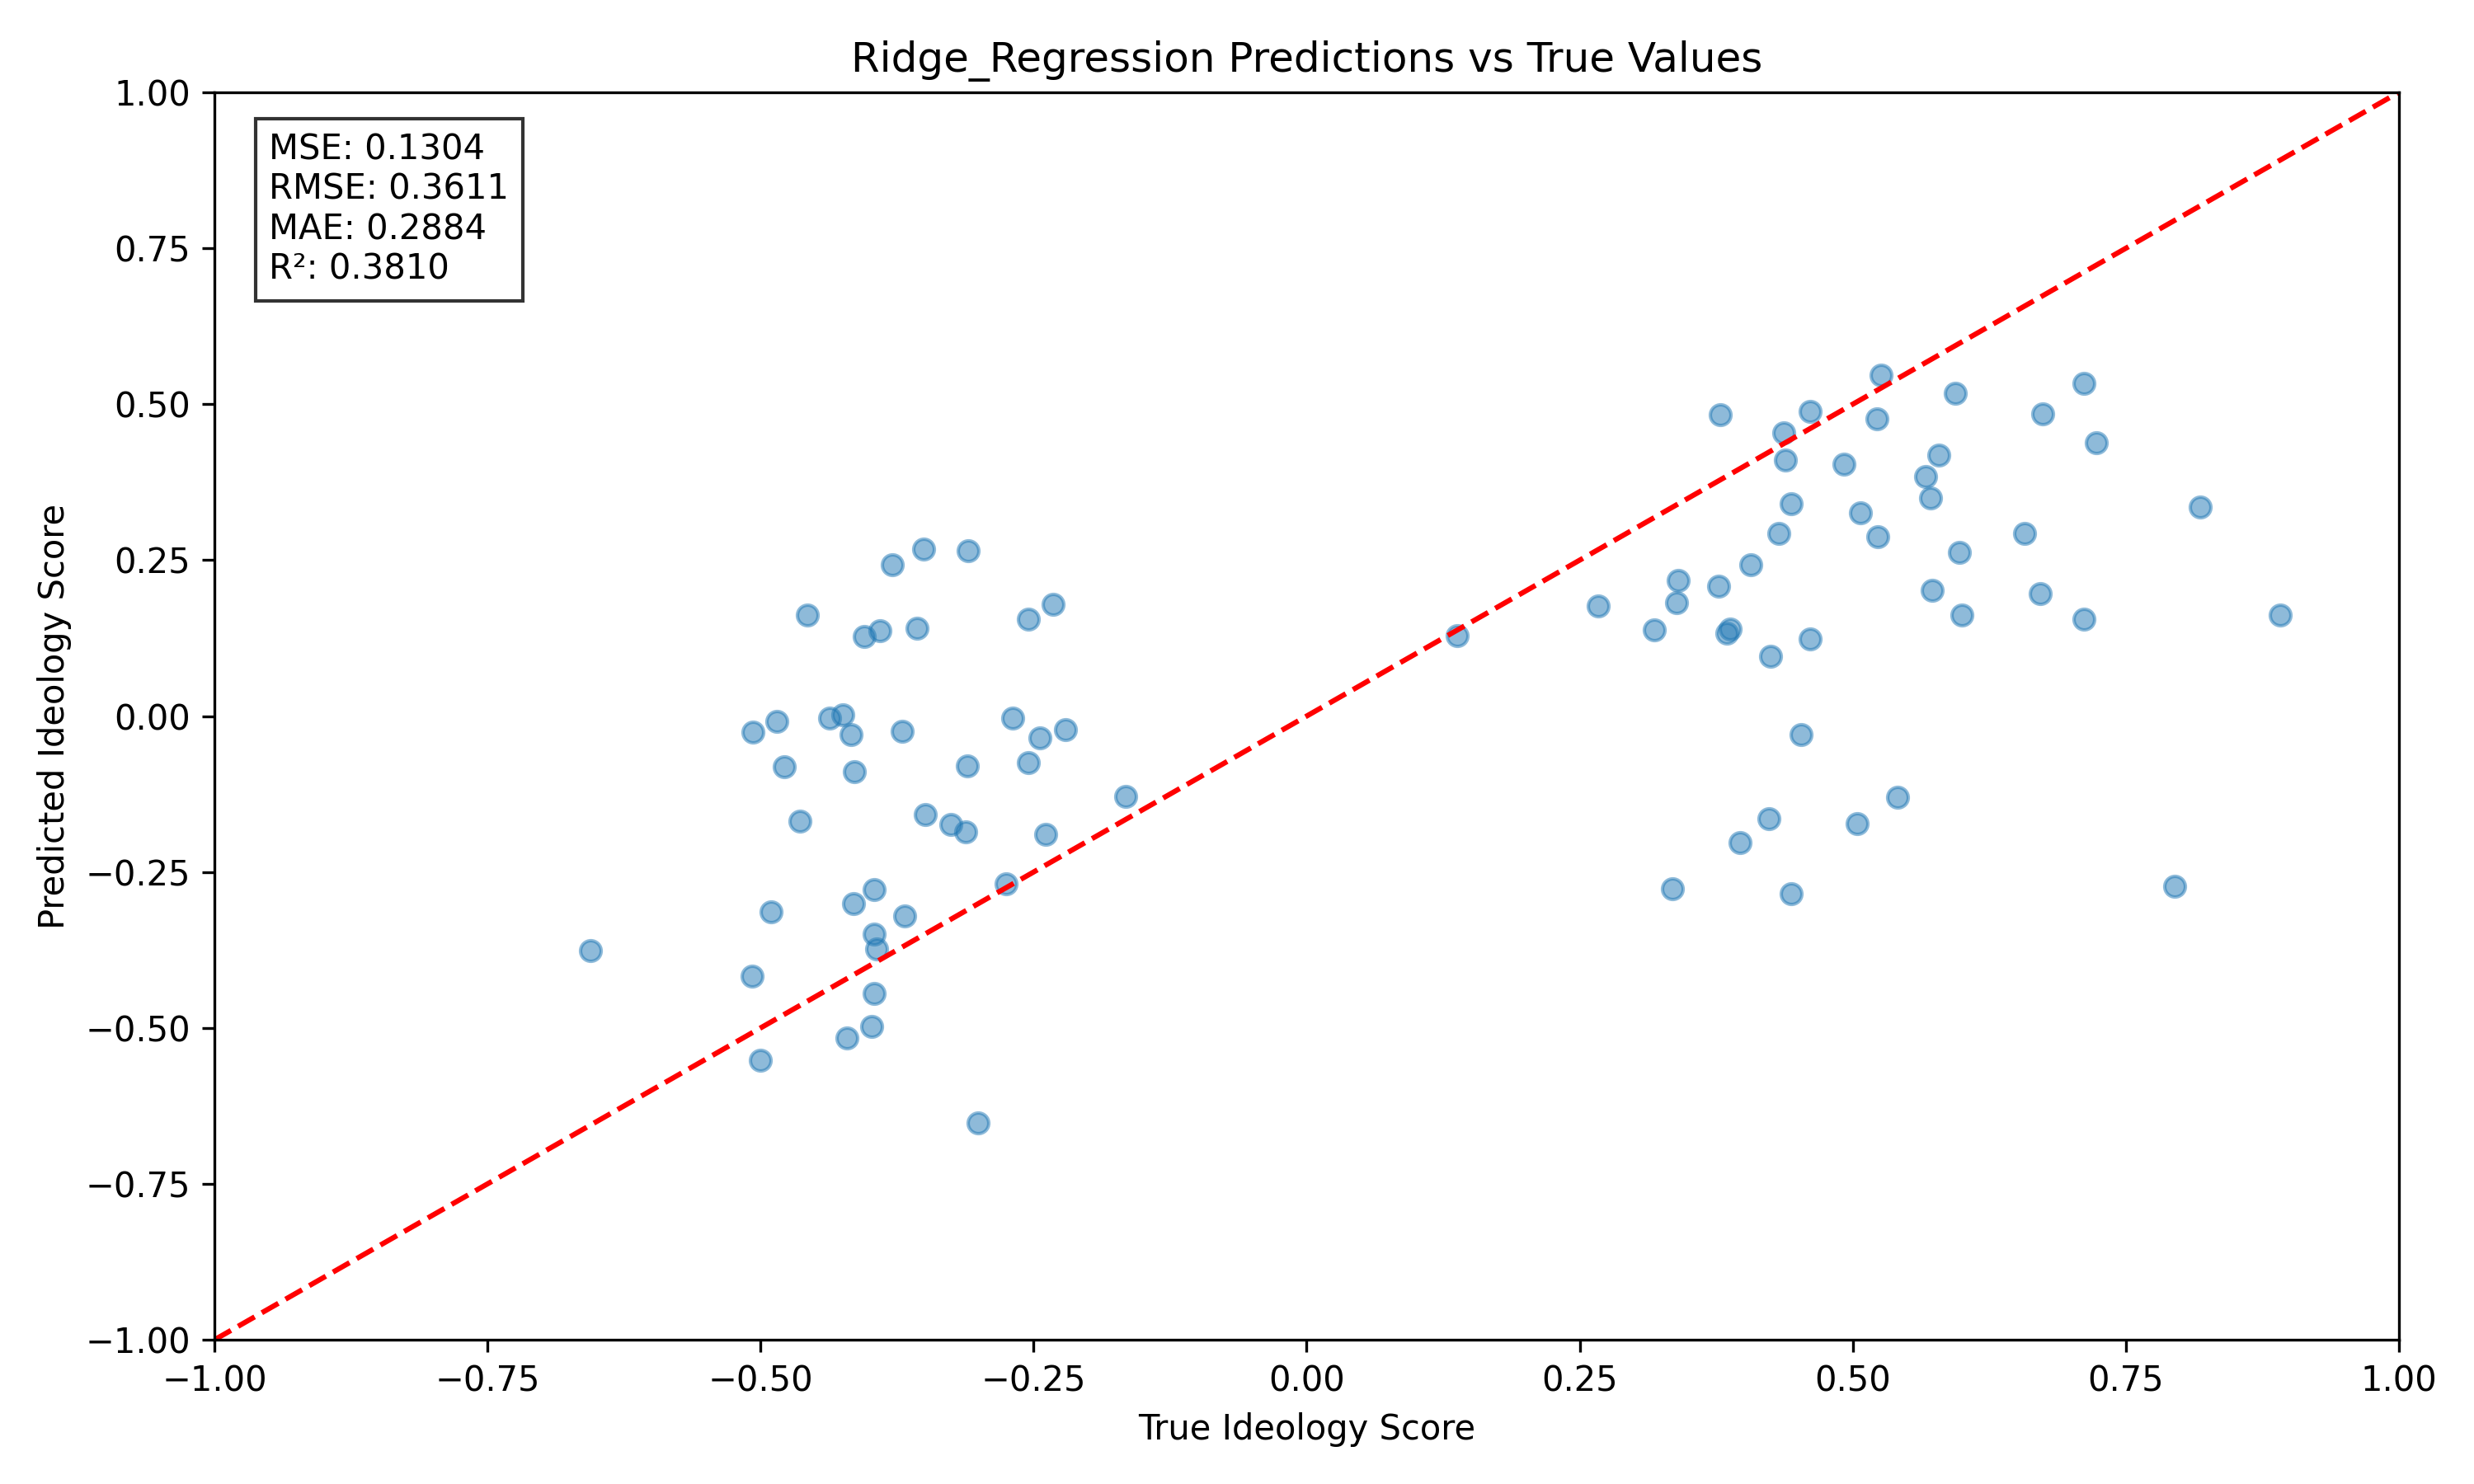 Ridge_Regression Predictions vs True Values
MSE: 0.1304
RMSE: 0.3611
MAE: 0.2884
R²: 0.3810
Predicted Ideology Score
1.00
0.75
0.50
0.25
0.00
−0.25
−0.50
−0.75
−1.00
−1.00 −0.75 −0.50 −0.25 0.00 0.25 0.50 0.75 1.00
True Ideology Score